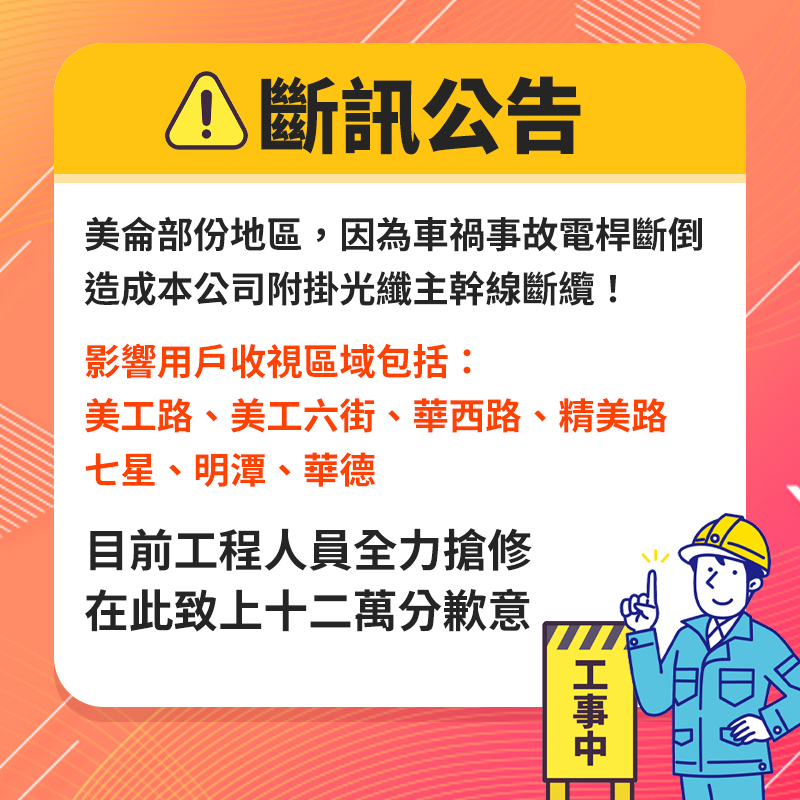 斷訊公告
美侖部份地區，因為車禍事故電桿斷倒
造成本公司附掛光纖主幹線斷纜！
影響用戶收視區域包括：
美工路、美工六街、華西路、精美路
七星、明潭、華德
目前工程人員全力搶修
在此致上十二萬分歉意
工事中